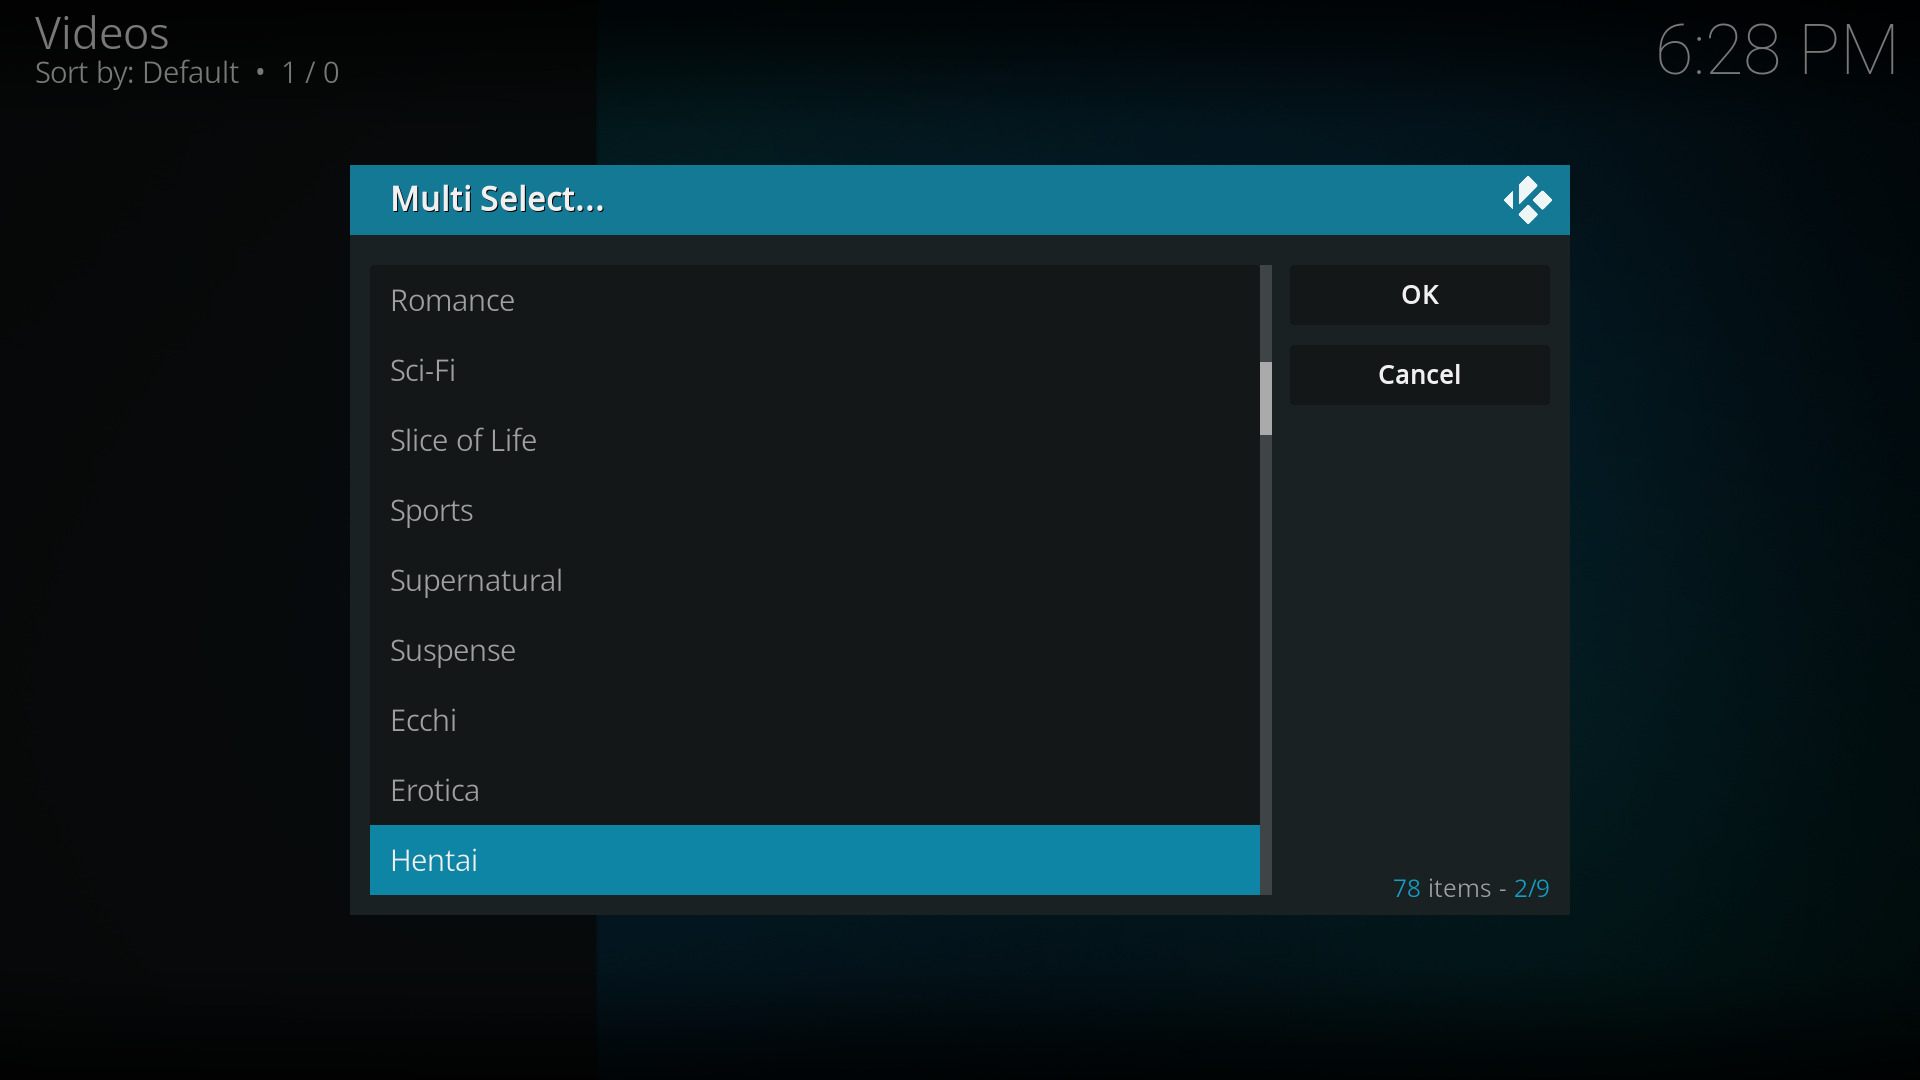 Videos
Sort by: Default • 1 / 0
6:28 PM
Multi Select...
Romance
Sci-Fi
Slice of Life
Sports
Supernatural
Suspense
Ecchi
Erotica
Hentai
OK
Cancel
78 items - 2/9